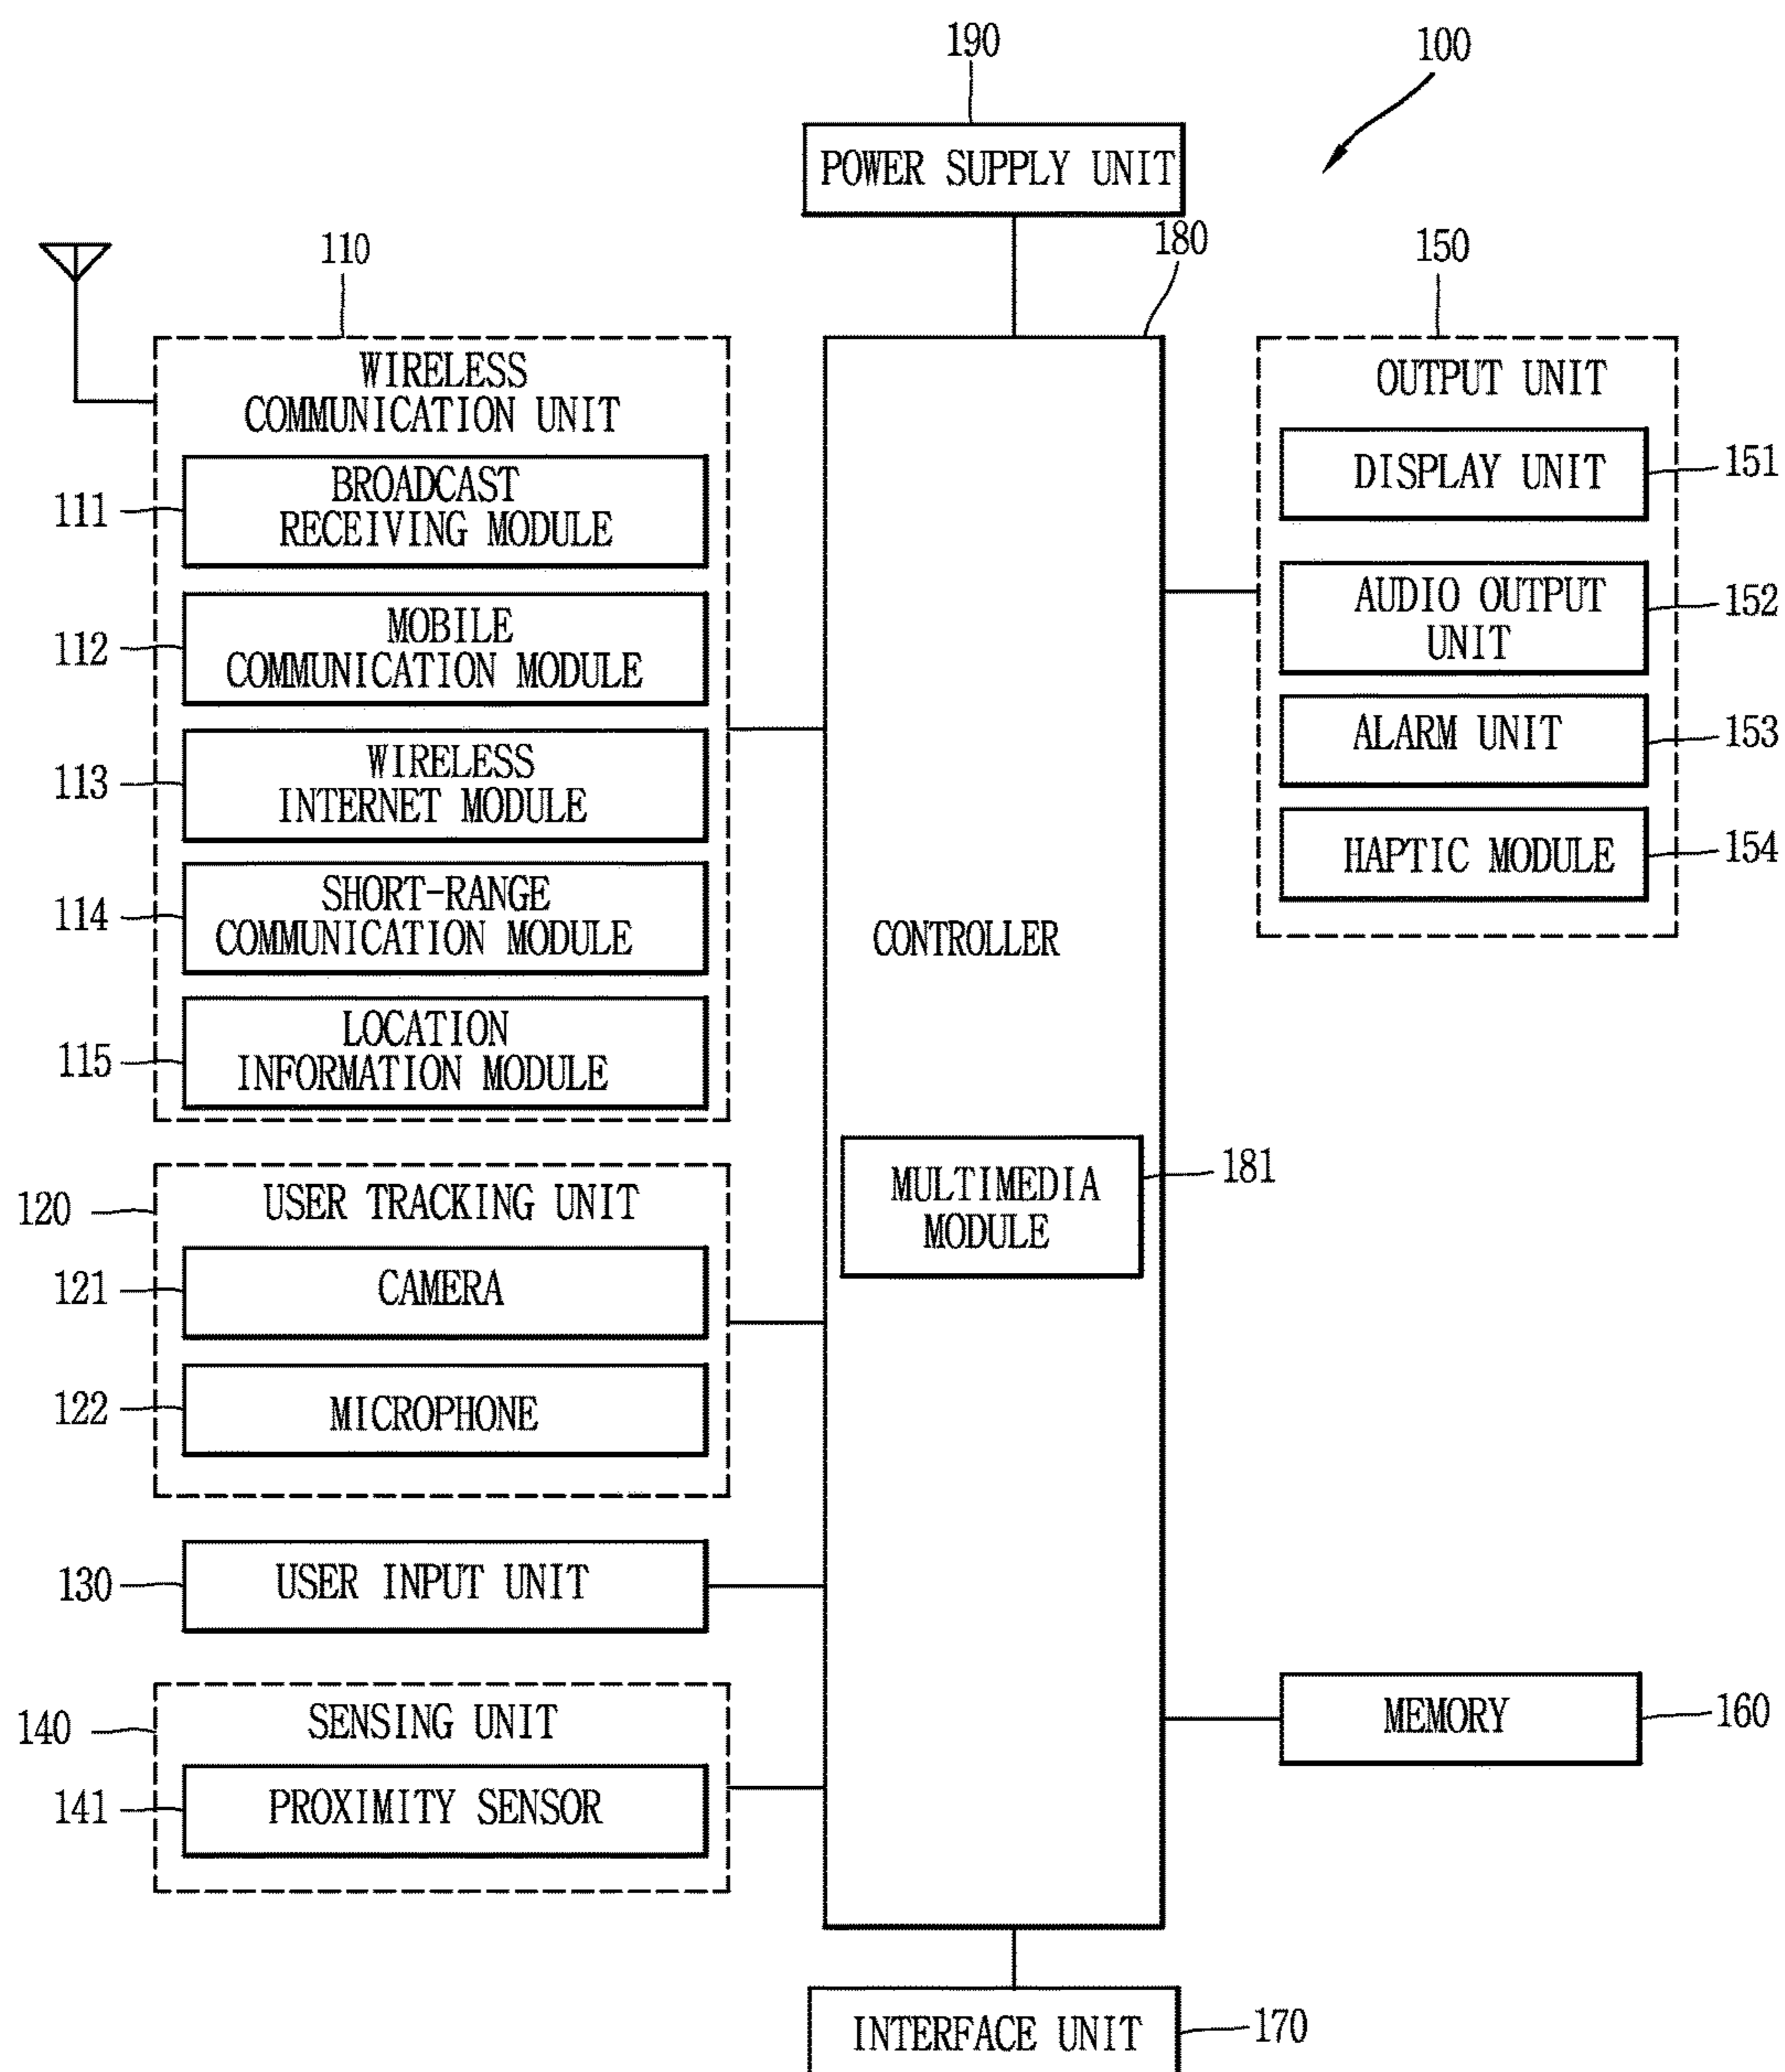 190
100
POWER SUPPLY UNIT
110
180
150
WIRELESS
COMMUNICATION UNIT
111
BROADCAST
RECEIVING MODULE
112
MOBILE
COMMUNICATION MODULE
113
WIRELESS
INTERNET MODULE
114
SHORT-RANGE
COMMUNICATION MODULE
115
LOCATION
INFORMATION MODULE
120
USER TRACKING UNIT
121
CAMERA
122
MICROPHONE
130
USER INPUT UNIT
140
SENSING UNIT
141
PROXIMITY SENSOR
CONTROLLER
MULTIMEDIA
MODULE
181
OUTPUT UNIT
DISPLAY UNIT
151
AUDIO OUTPUT
UNIT
152
ALARM UNIT
153
HAPTIC MODULE
154
MEMORY
160
INTERFACE UNIT
170